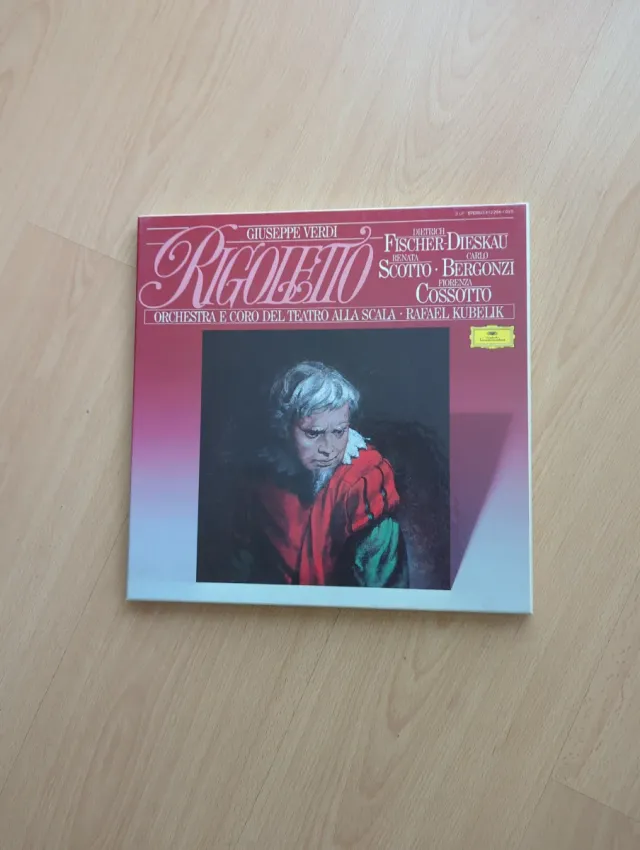 GIUSEPPE VERDI
RIGOLETTO
DIETRICH
FISCHER-DIESKAU
RENATA CARLO
SCOTTO · BERGONZI
FIORENZA
COSSOTTO
ORCHESTRA E CORO DEL TEATRO ALLA SCALA · RAFAEL KUBELIK